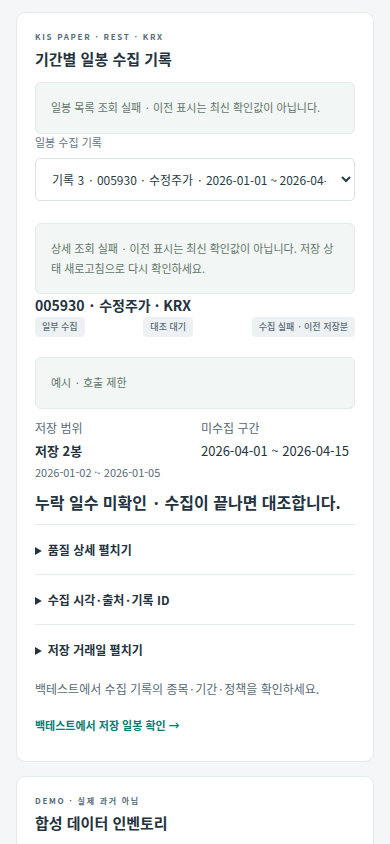 KIS PAPER · REST · KRX
기간별 일봉 수집 기록
일봉 목록 조회 실패 · 이전 표시는 최신 확인값이 아닙니다.
일봉 수집 기록
기록 3 · 005930 · 수정주가 · 2026-01-01 ~ 2026-04-
상세 조회 실패 · 이전 표시는 최신 확인값이 아닙니다. 저장 상
태 새로고침으로 다시 확인하세요.
005930 · 수정주가 · KRX
일부 수집 대조 대기 수집 실패 · 이전 저장분
예시 · 호출 제한
저장 범위 미수집 구간
저장 2봉 2026-04-01 ~ 2026-04-15
2026-01-02 ~ 2026-01-05
누락 일수 미확인 · 수집이 끝나면 대조합니다.
▶ 품질 상세 펼치기
▶ 수집 시각·출처·기록 ID
▶ 저장 거래일 펼치기
백테스트에서 수집 기록의 종목·기간·정책을 확인하세요.
백테스트에서 저장 일봉 확인 →
DEMO · 실제 과거 아님
합성 데이터 인벤토리